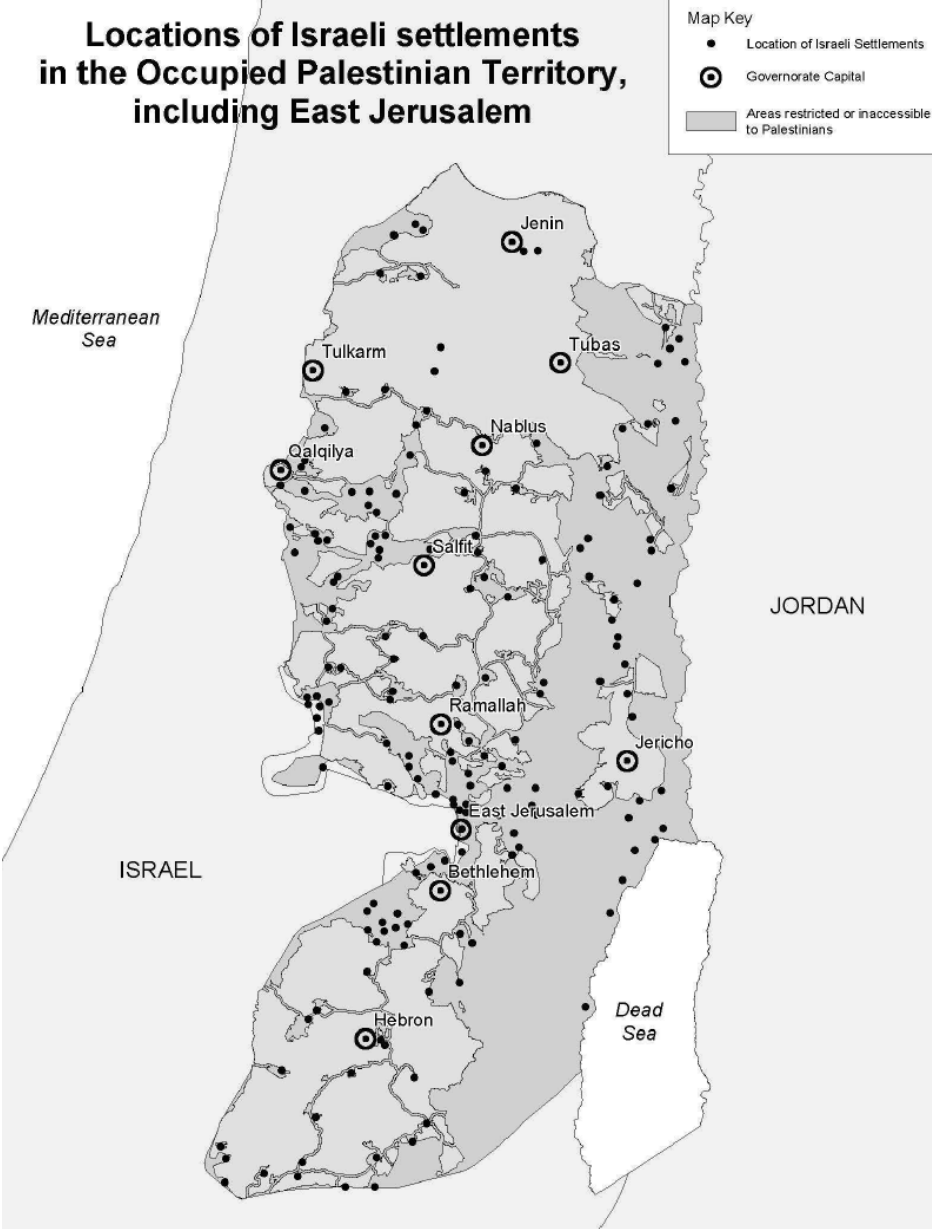 Locations of Israeli settlements
in the Occupied Palestinian Territory,
including East Jerusalem
Map Key
Location of Israeli Settlements
Governorate Capital
Areas restricted or inaccessible
to Palestinians
Jenin
Mediterranean
Sea
Tulkarm
Tubas
Nablus
Qalqilya
Salfit
JORDAN
Ramallah
Jericho
East Jerusalem
ISRAEL
Bethlehem
Dead
Sea
Hebron